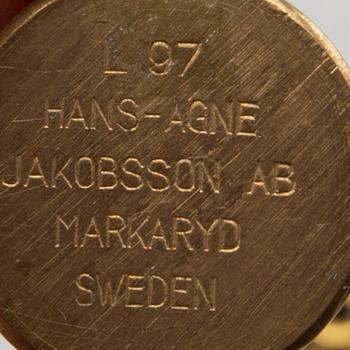 L 97
HANS-AGNE
JAKOBSSON AB
MARKARYD
SWEDEN